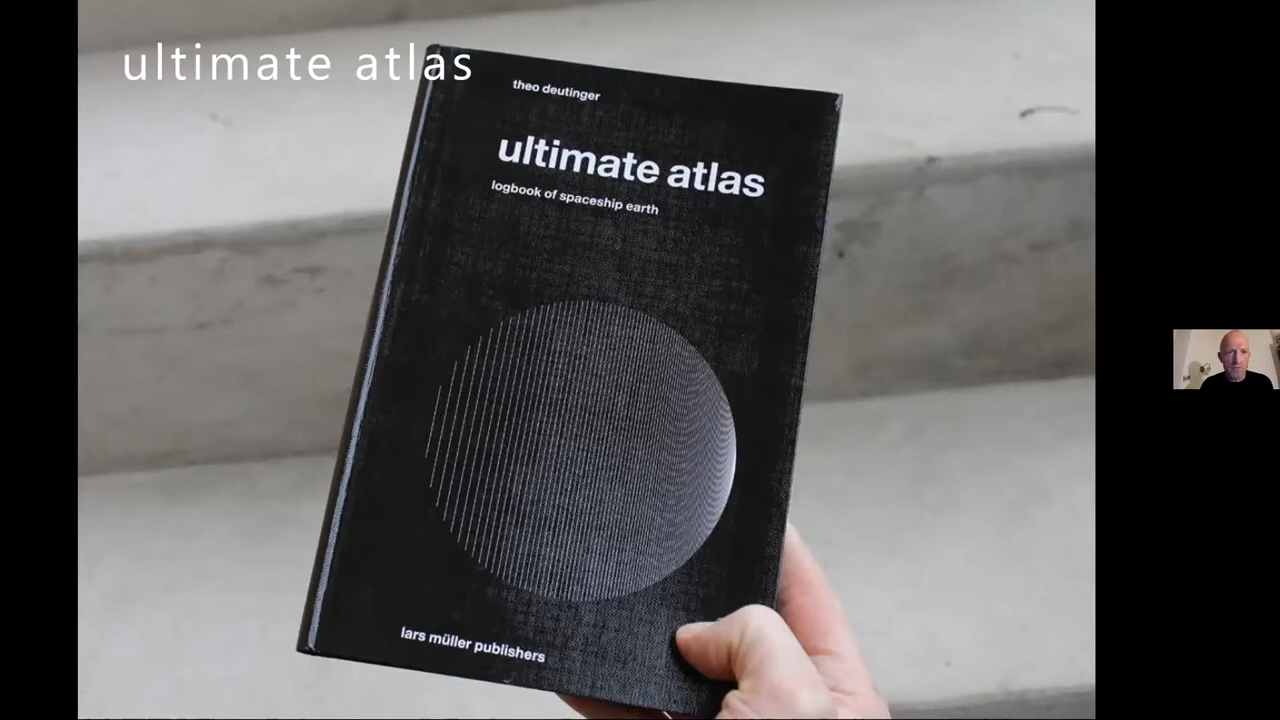 ultimate atlas
theo deutinger
ultimate atlas
logbook of spaceship earth
lars müller publishers